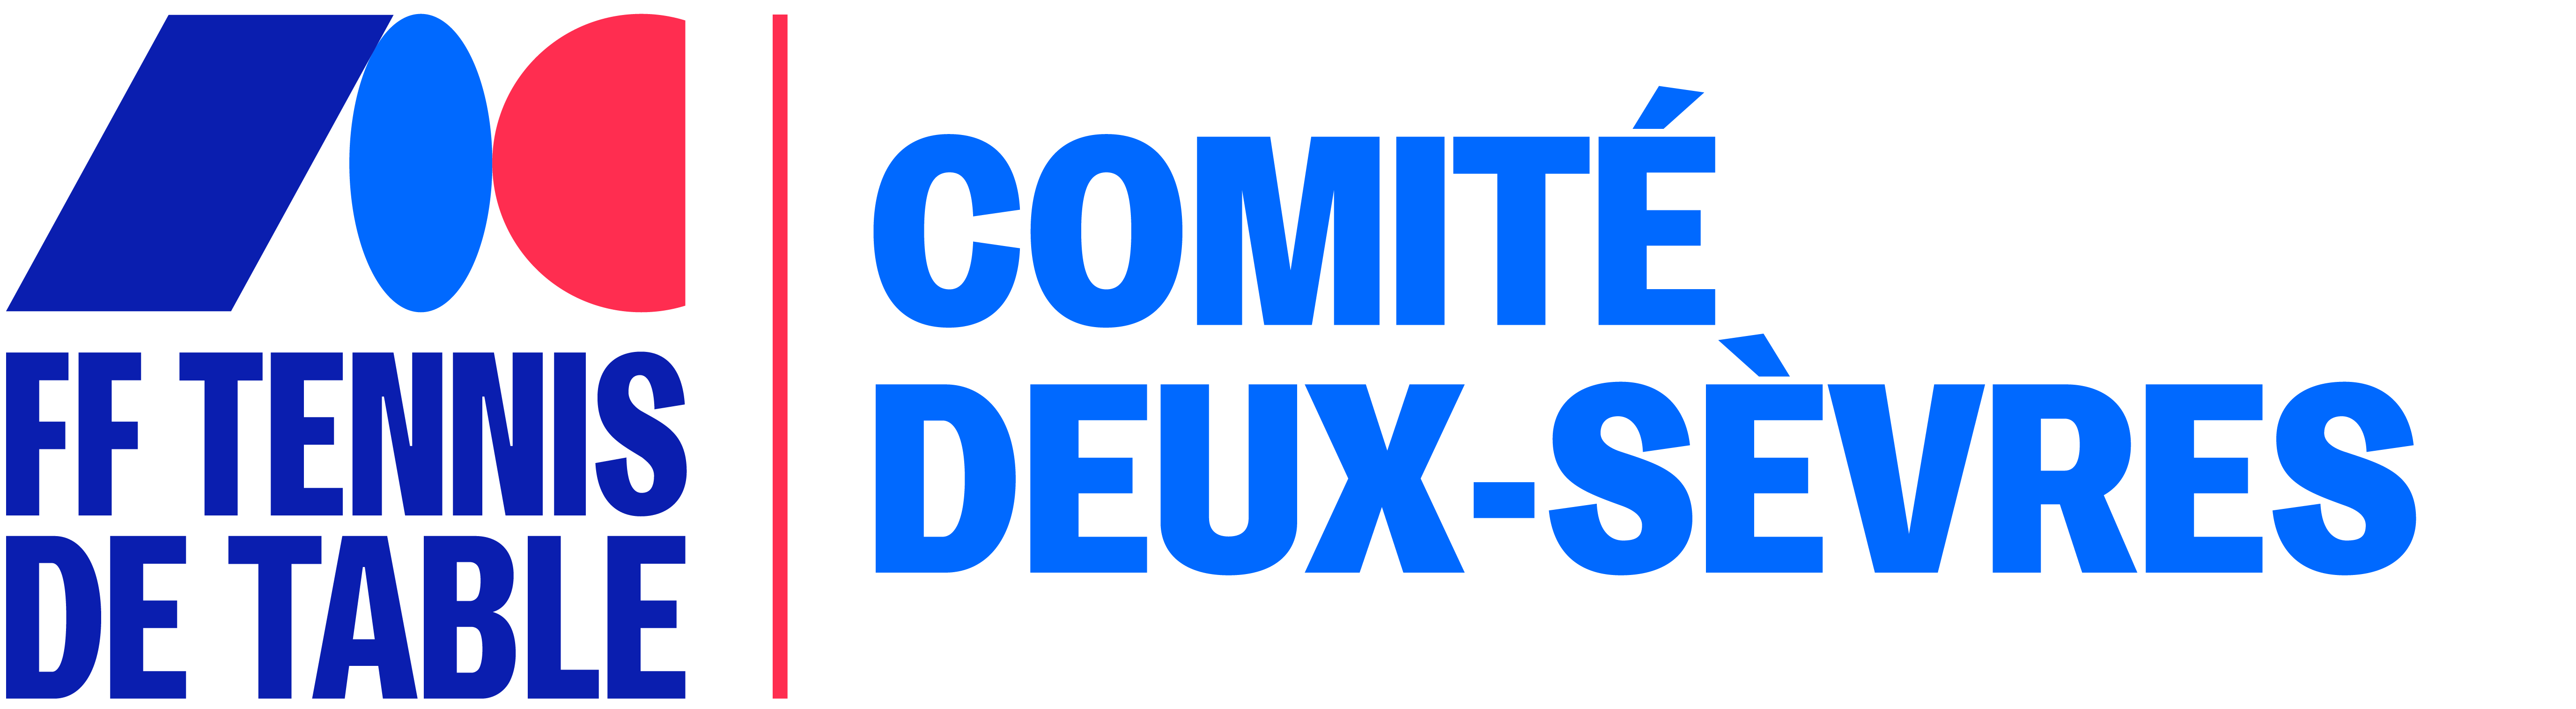 FF TENNIS
DE TABLE
COMITÉ
DEUX-SÈVRES